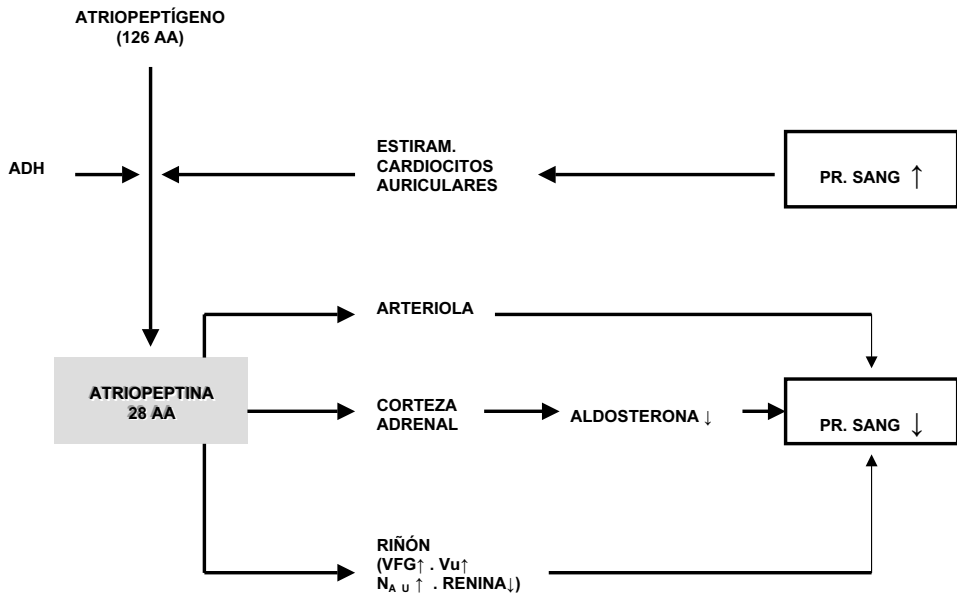 ATRIOPEPTÍGENO
(126 AA)
ADH
ESTIRAM.
CARDIOCITOS
AURICULARES
PR. SANG ↑
ARTERIOLA
ATRIOPEPTINA
28 AA
CORTEZA
ADRENAL
ALDOSTERONA ↓
PR. SANG ↓
RIÑÓN
(VFG↑ . Vu↑
NA U ↑ . RENINA↓)